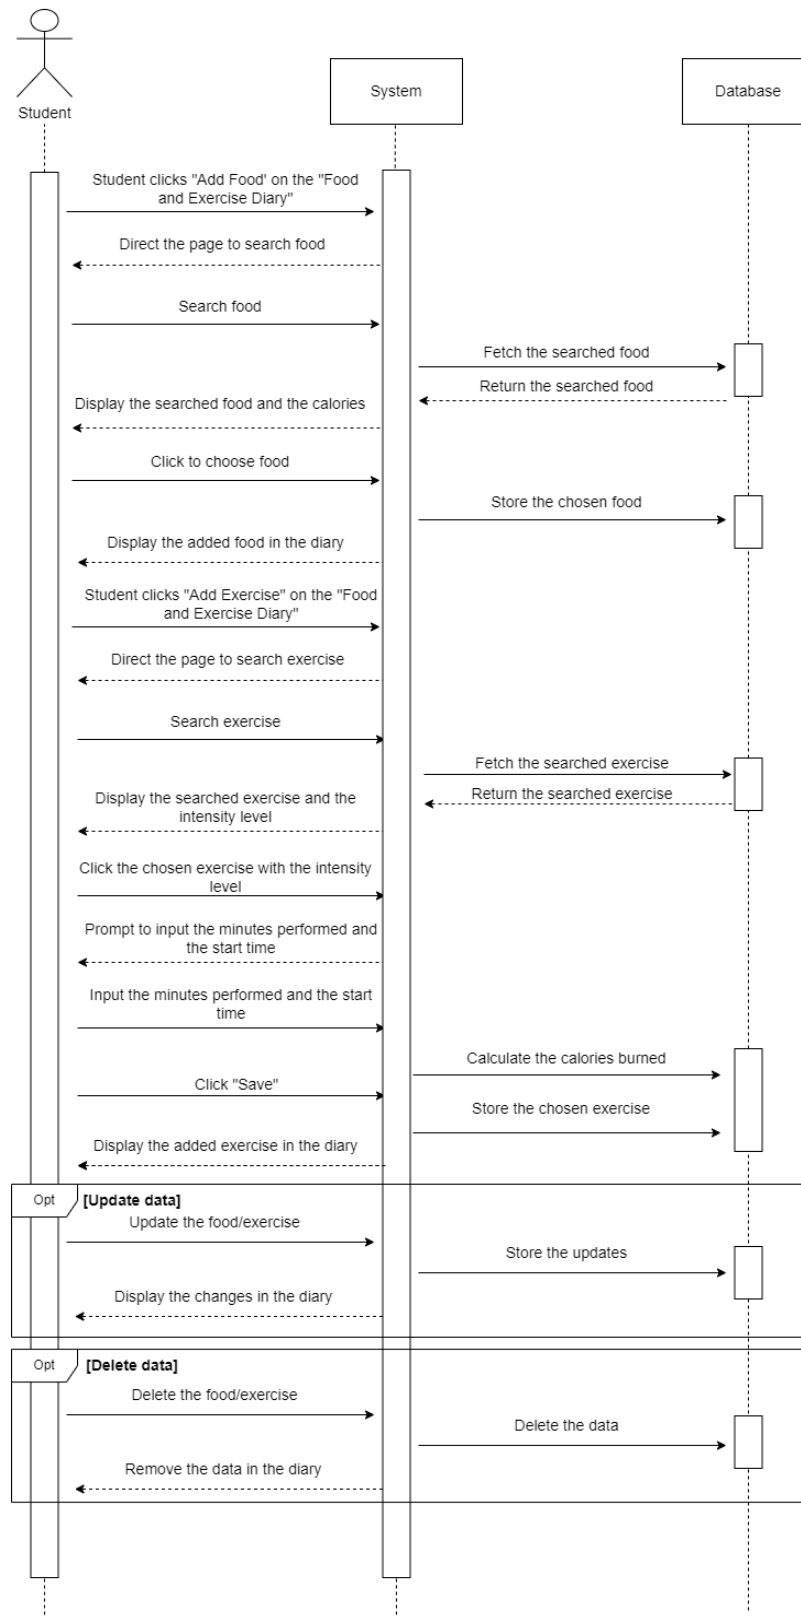 Student
System
Database
Student clicks "Add Food' on the "Food
and Exercise Diary"
Direct the page to search food
Search food
Fetch the searched food
Return the searched food
Display the searched food and the calories
Click to choose food
Store the chosen food
Display the added food in the diary
Student clicks "Add Exercise" on the "Food
and Exercise Diary"
Direct the page to search exercise
Search exercise
Fetch the searched exercise
Return the searched exercise
Display the searched exercise and the
intensity level
Click the chosen exercise with the intensity
level
Prompt to input the minutes performed and
the start time
Input the minutes performed and the start
time
Calculate the calories burned
Click "Save"
Store the chosen exercise
Display the added exercise in the diary
Opt [Update data]
Update the food/exercise
Store the updates
Display the changes in the diary
Opt [Delete data]
Delete the food/exercise
Delete the data
Remove the data in the diary